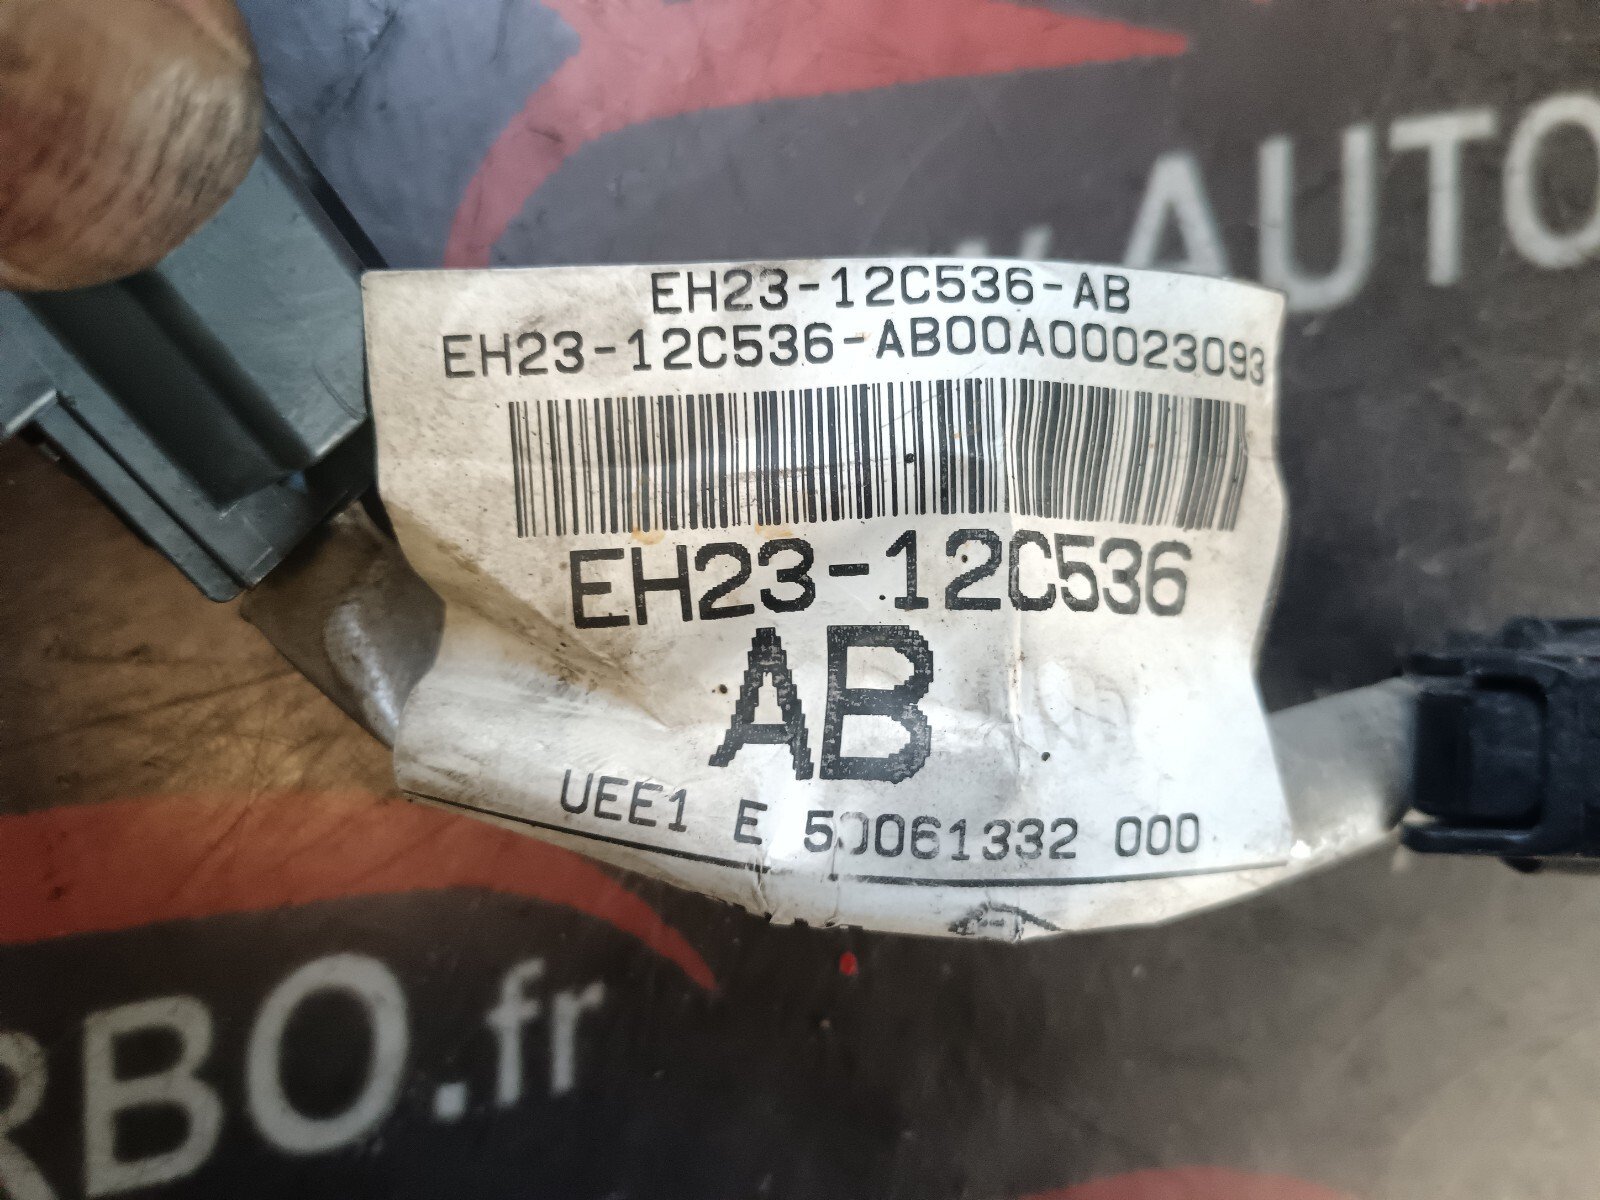 AUTO
EH23-12C536-AB
EH23-12C536-AB00A00023093
EH23-12C536
AB
UEE1 E 50061332 000
RBO.fr